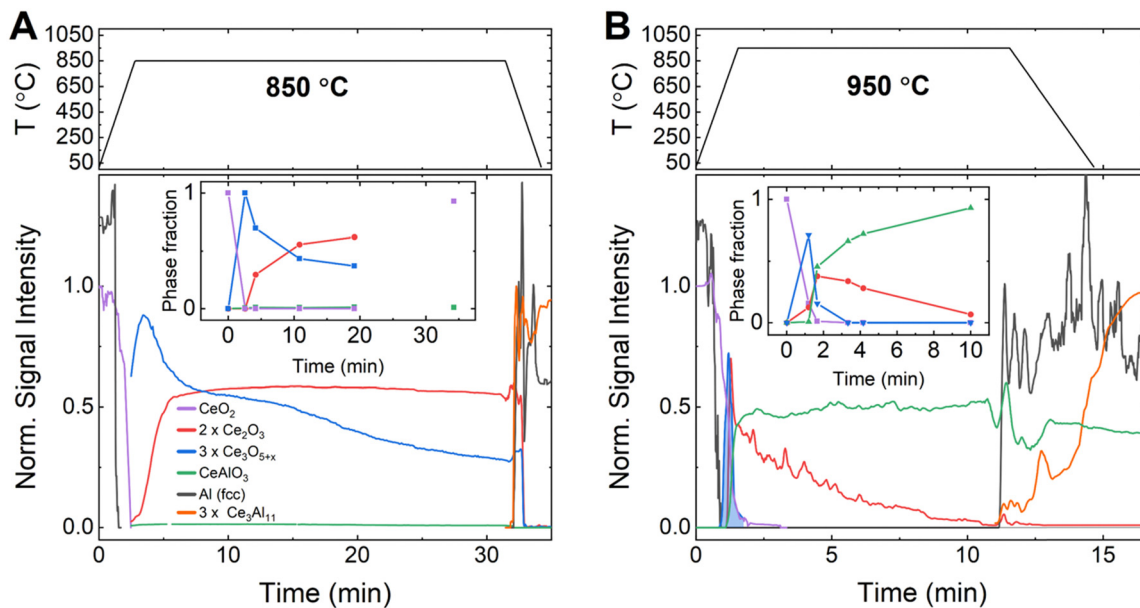 A
1050
850
650
450
250
50
T (°C)
850 °C
1
0
Phase fraction
0 10 20 30
Time (min)
1.0
0.5
0.0
Norm. Signal Intensity
CeO2
2 x Ce2O3
3 x Ce3O5+x
CeAlO3
Al (fcc)
3 x Ce3Al11
0 10 20 30
Time (min)
B
1050
850
650
450
250
50
T (°C)
950 °C
1
0
Phase fraction
0 2 4 6 8 10
Time (min)
1.0
0.5
0.0
Norm. Signal Intensity
0 5 10 15
Time (min)